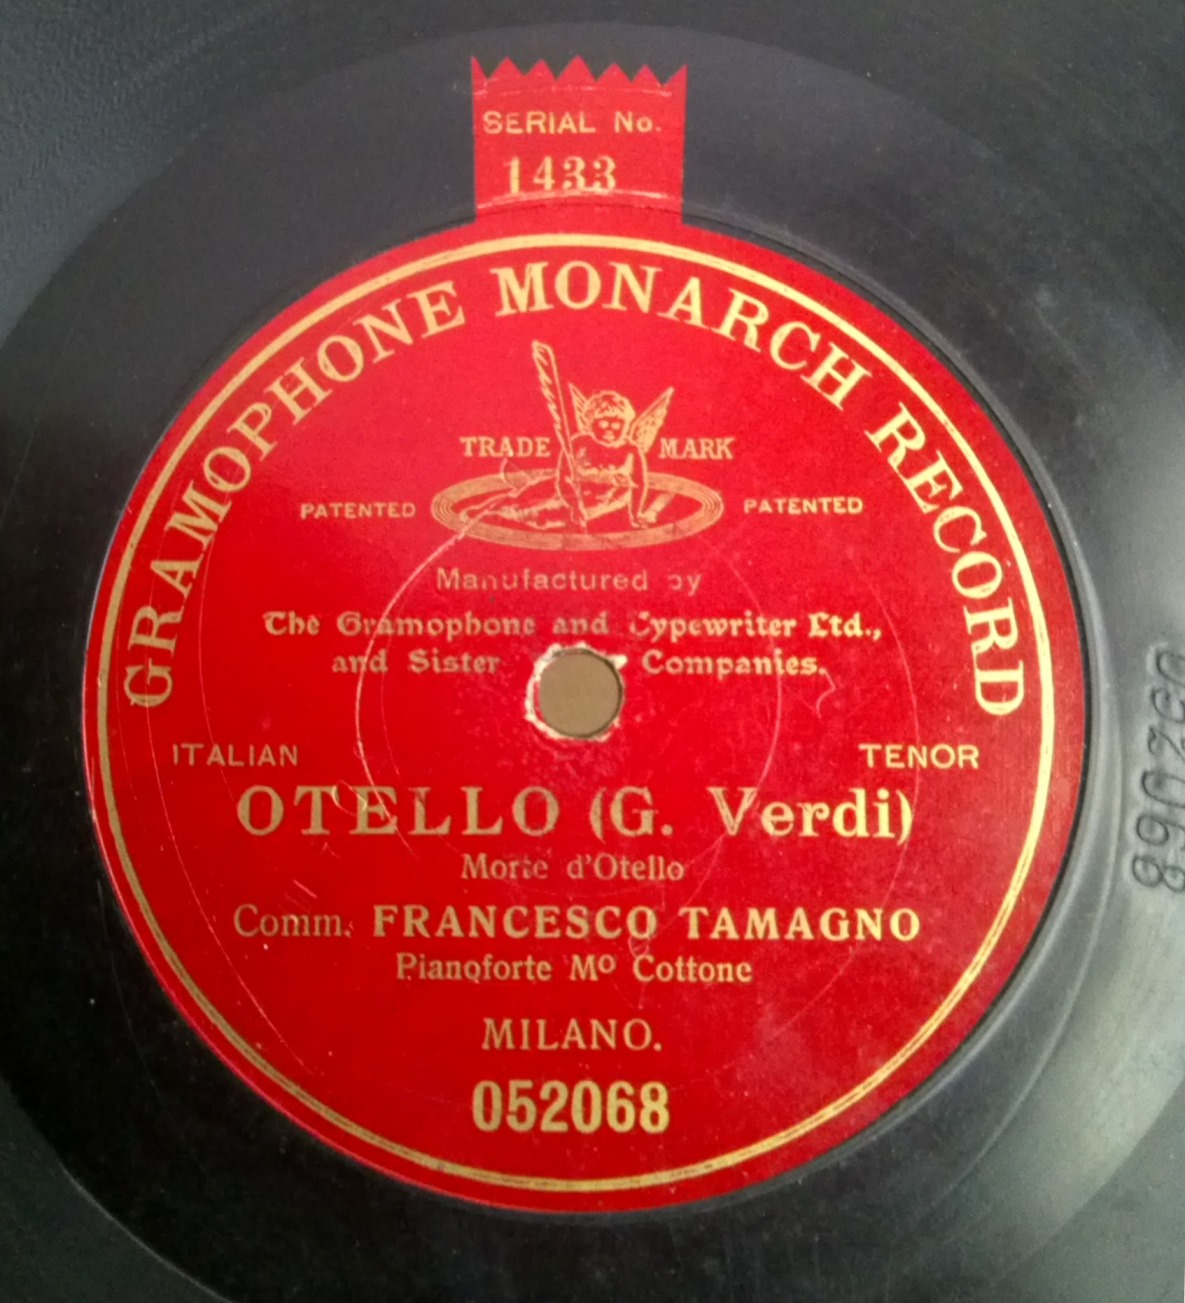 SERIAL No.
1433
GRAMOPHONE MONARCH RECORD
TRADE MARK
PATENTED PATENTED
Manufactured by
The Gramophone and Typewriter Ltd.,
and Sister Companies.
ITALIAN TENOR
OTELLO (G. Verdi)
Morte d'Otello
Comm. FRANCESCO TAMAGNO
Pianoforte Mo Cottone
MILANO.
052068
052068